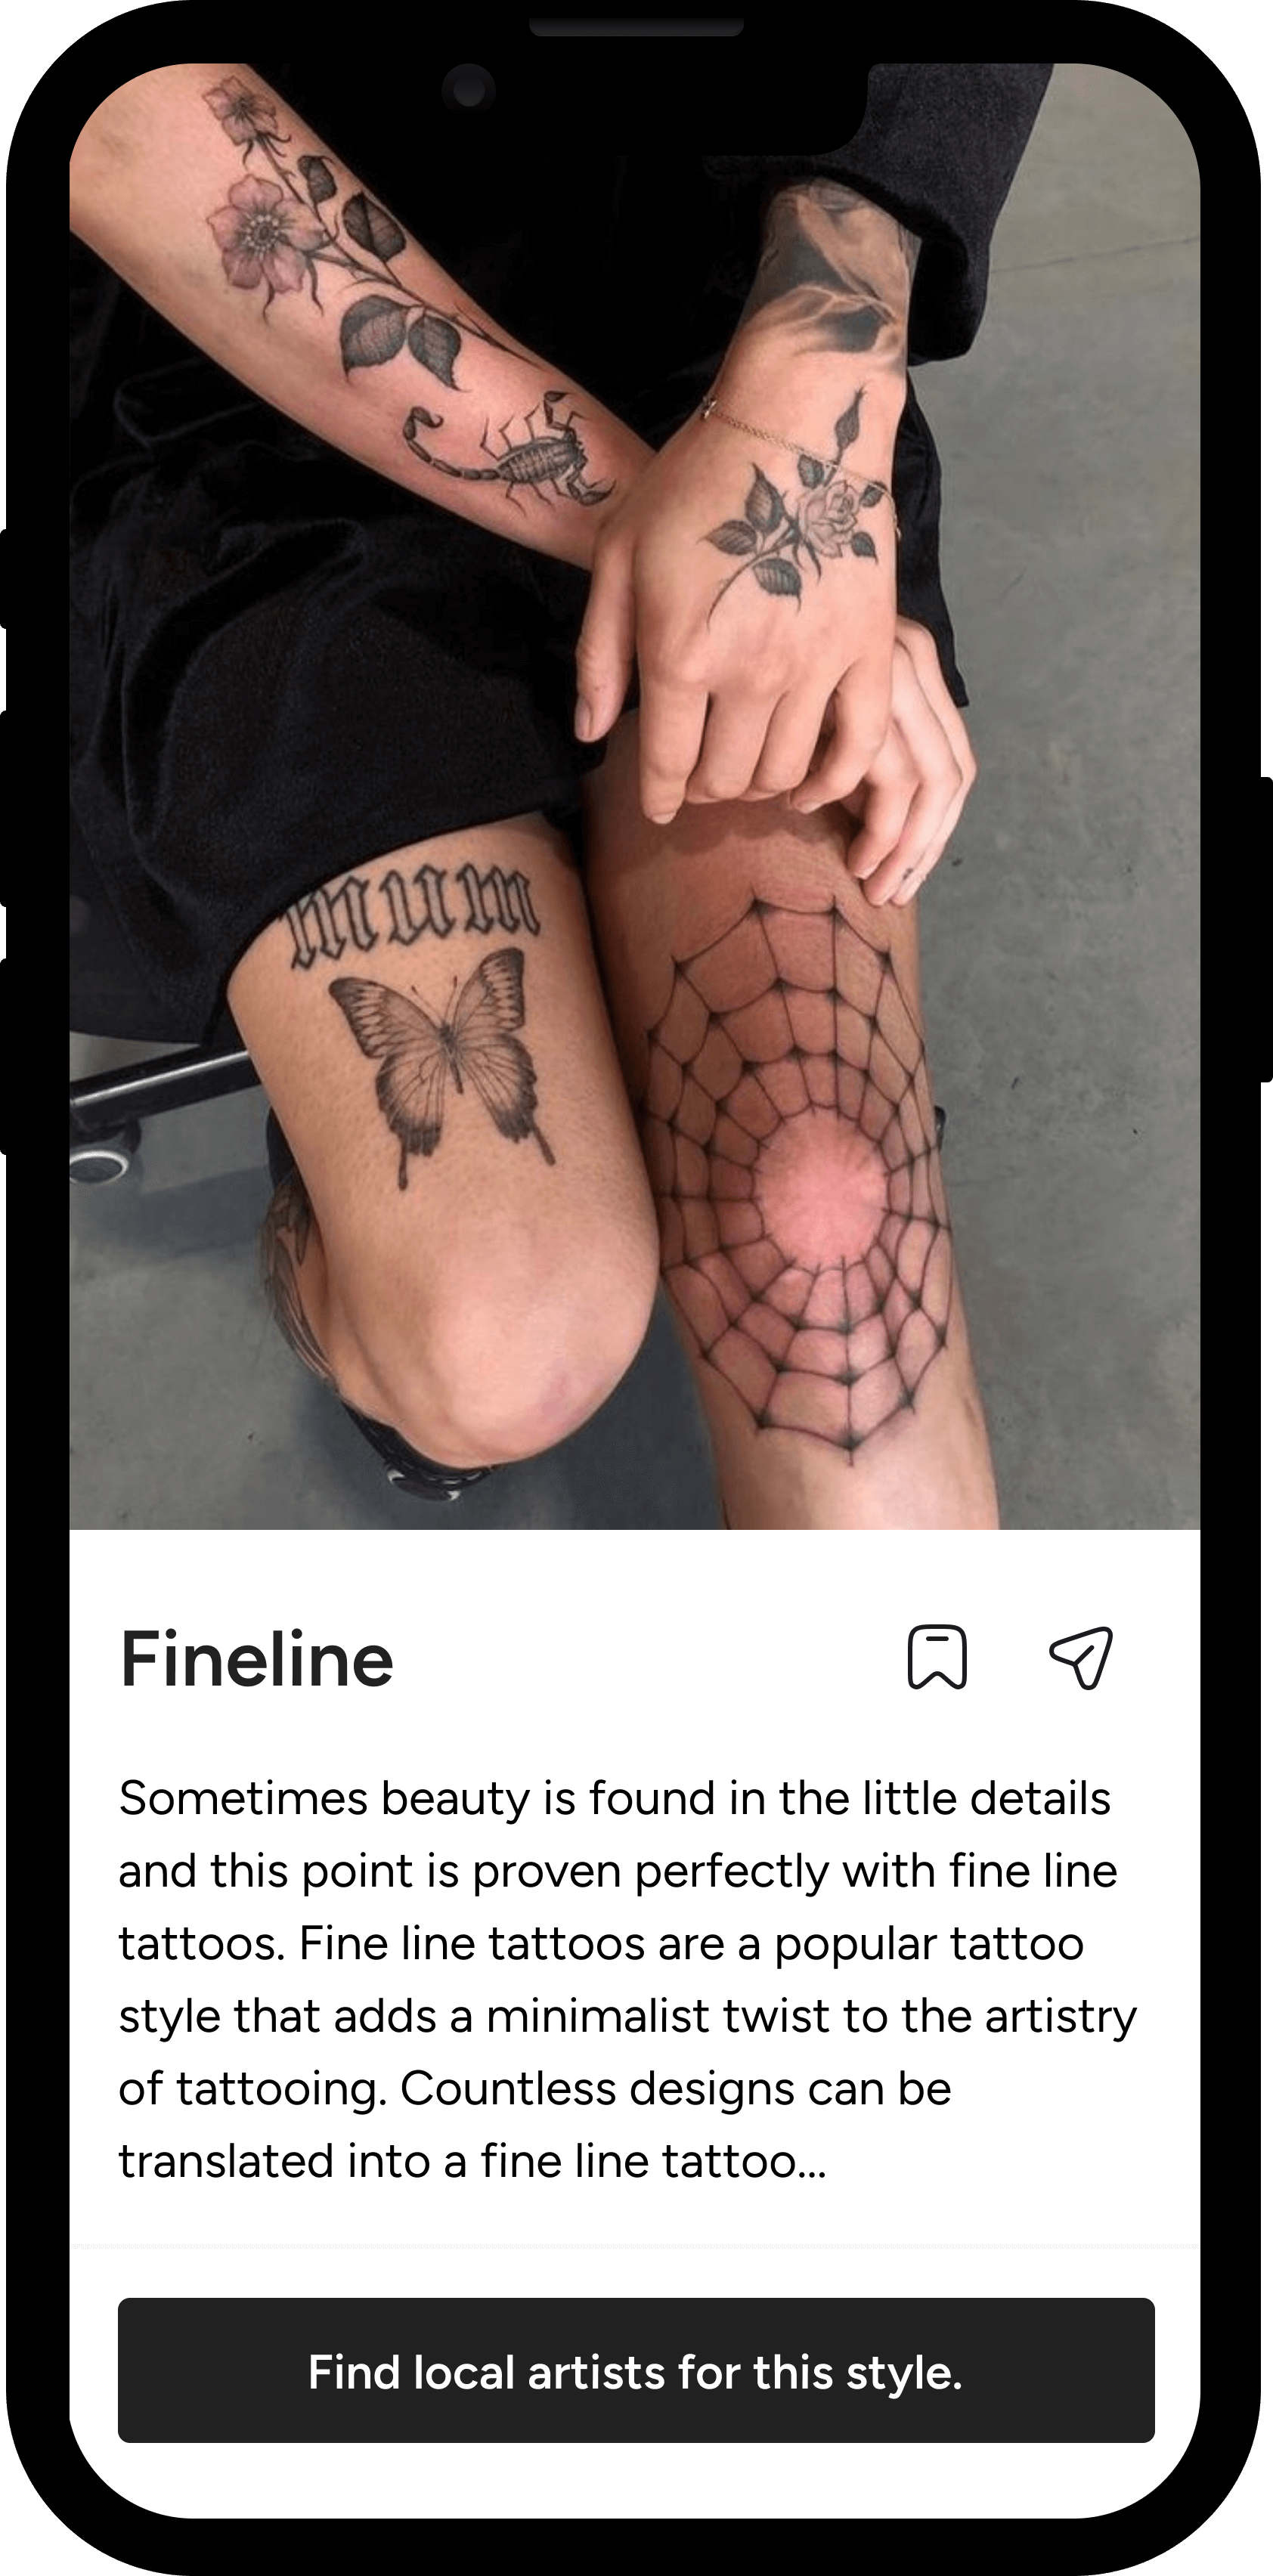 mum
Fineline
Sometimes beauty is found in the little details
and this point is proven perfectly with fine line
tattoos. Fine line tattoos are a popular tattoo
style that adds a minimalist twist to the artistry
of tattooing. Countless designs can be
translated into a fine line tattoo...
Find local artists for this style.